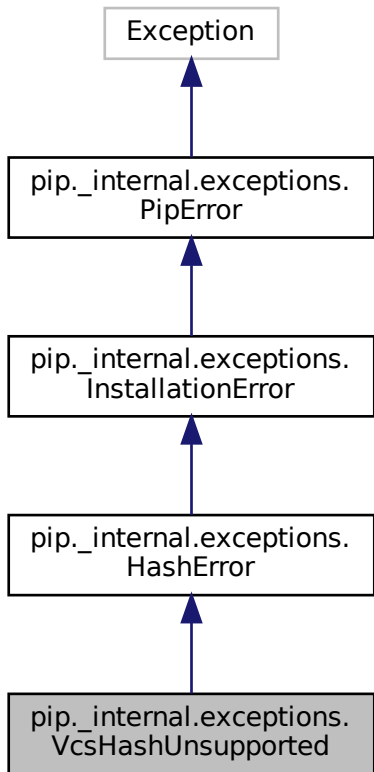 Exception
pip._internal.exceptions.
PipError
pip._internal.exceptions.
InstallationError
pip._internal.exceptions.
HashError
pip._internal.exceptions.
VcsHashUnsupported